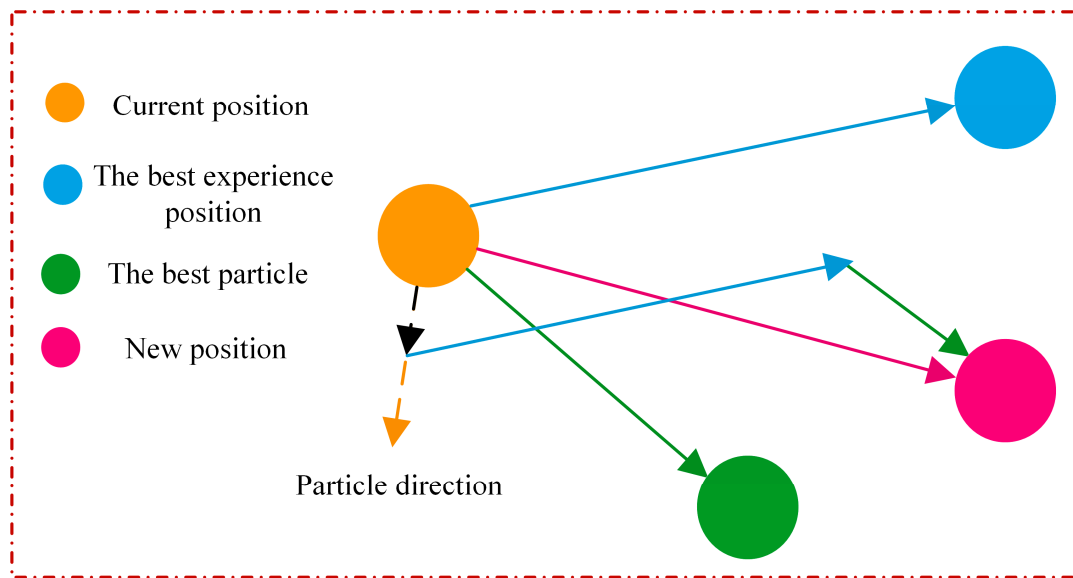 Current position
The best experience
position
The best particle
New position
Particle direction